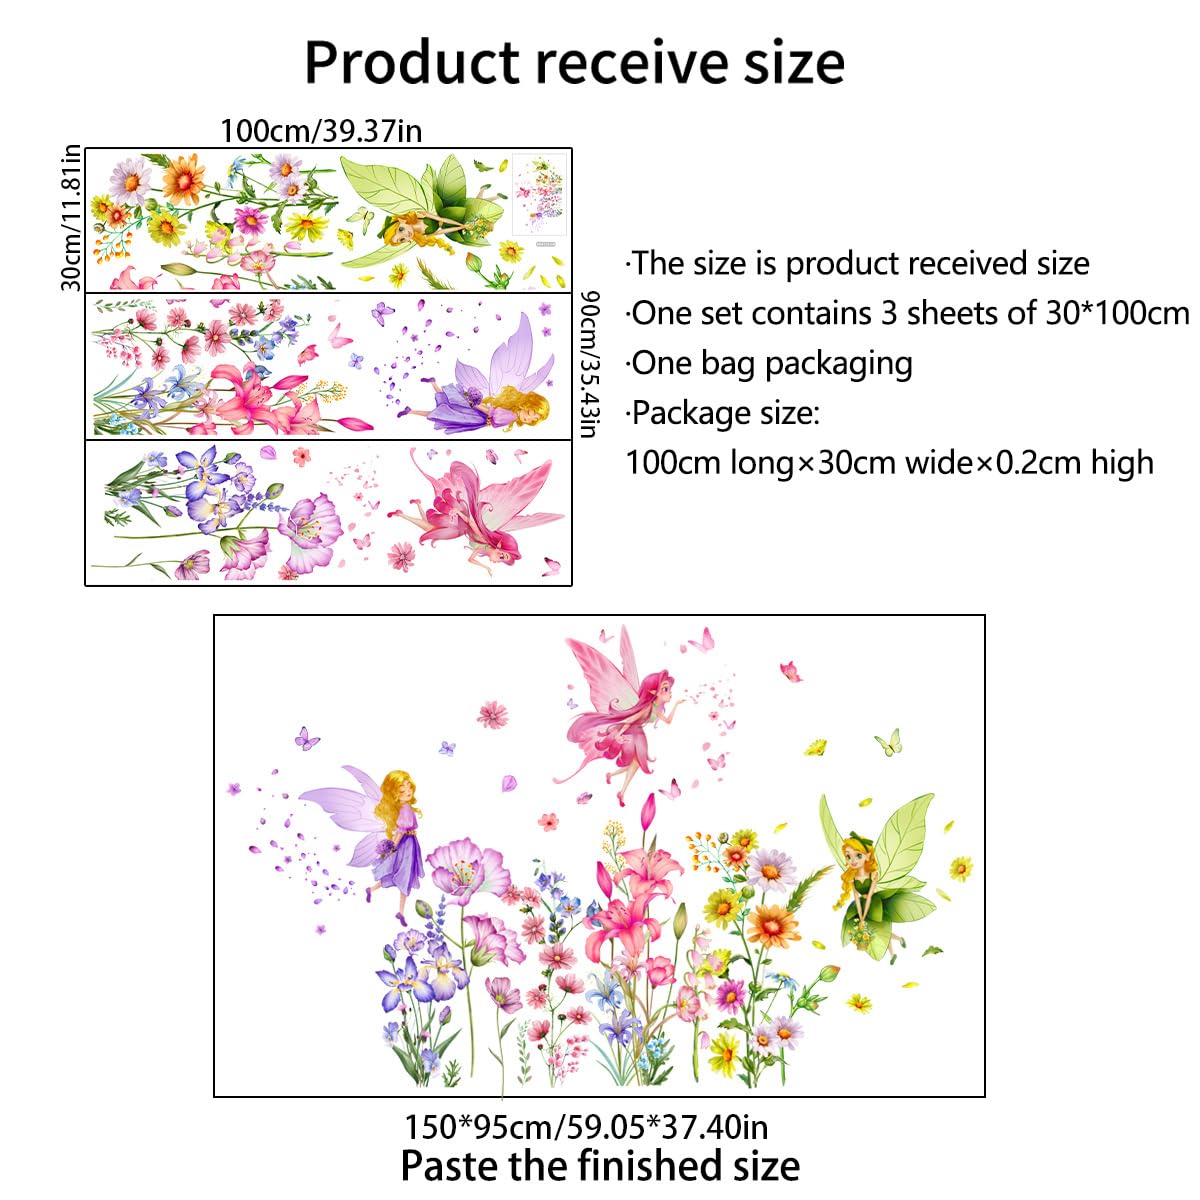 Product receive size
100cm/39.37in
30cm/11.81in
90cm/35.43in
·The size is product received size
·One set contains 3 sheets of 30*100cm
·One bag packaging
·Package size:
100cm long×30cm wide×0.2cm high
150*95cm/59.05*37.40in
Paste the finished size